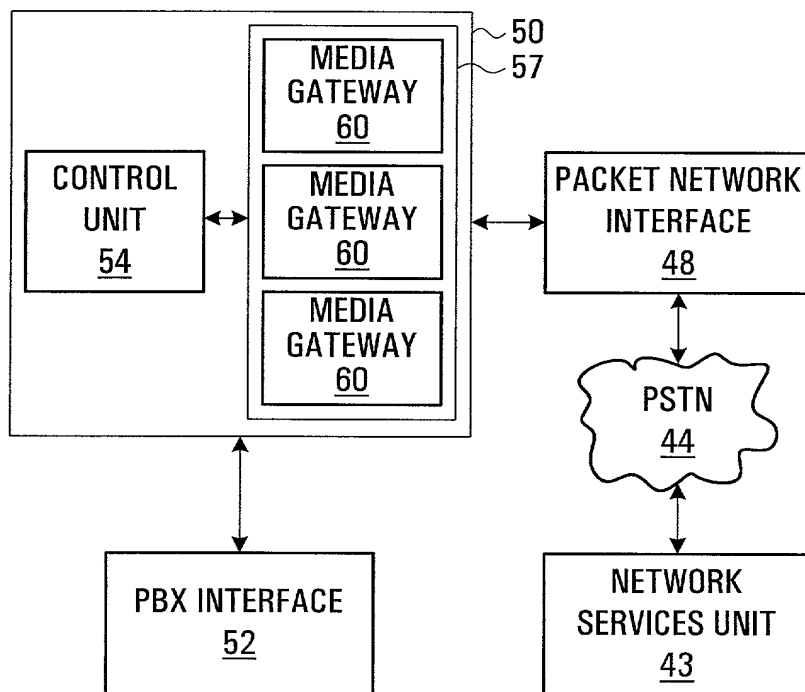 50
57
MEDIA
GATEWAY
60
MEDIA
GATEWAY
60
MEDIA
GATEWAY
60
CONTROL
UNIT
54
PACKET NETWORK
INTERFACE
48
PSTN
44
PBX INTERFACE
52
NETWORK
SERVICES UNIT
43